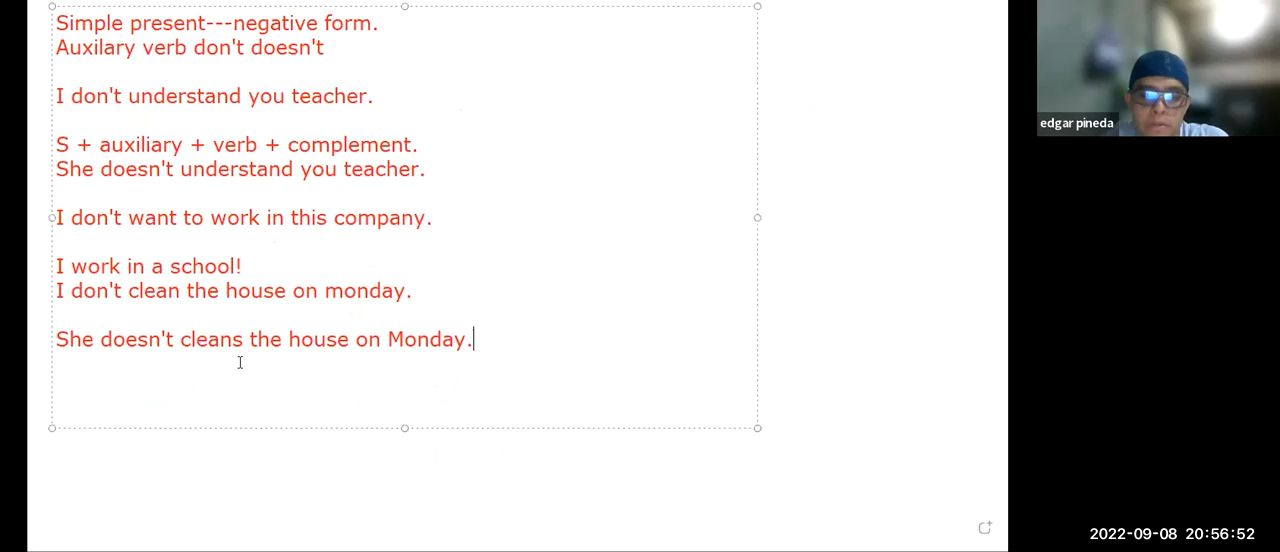 Simple present---negative form.
Auxilary verb don't doesn't
I don't understand you teacher.
S + auxiliary + verb + complement.
She doesn't understand you teacher.
I don't want to work in this company.
I work in a school!
I don't clean the house on monday.
She doesn't cleans the house on Monday.
edgar pineda
2022-09-08 20:56:52